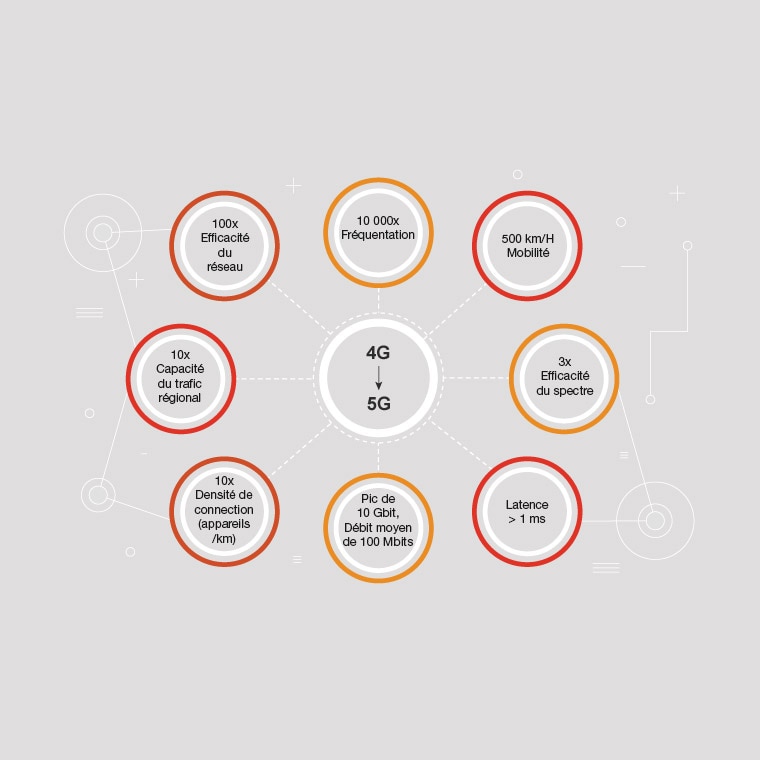 100x
Efficacité
du
réseau
10 000x
Fréquentation
500 km/H
Mobilité
10x
Capacité
du trafic
régional
4G
5G
3x
Efficacité
du spectre
10x
Densité de
connection
(appareils
/km)
Pic de
10 Gbit,
Débit moyen
de 100 Mbits
Latence
> 1 ms